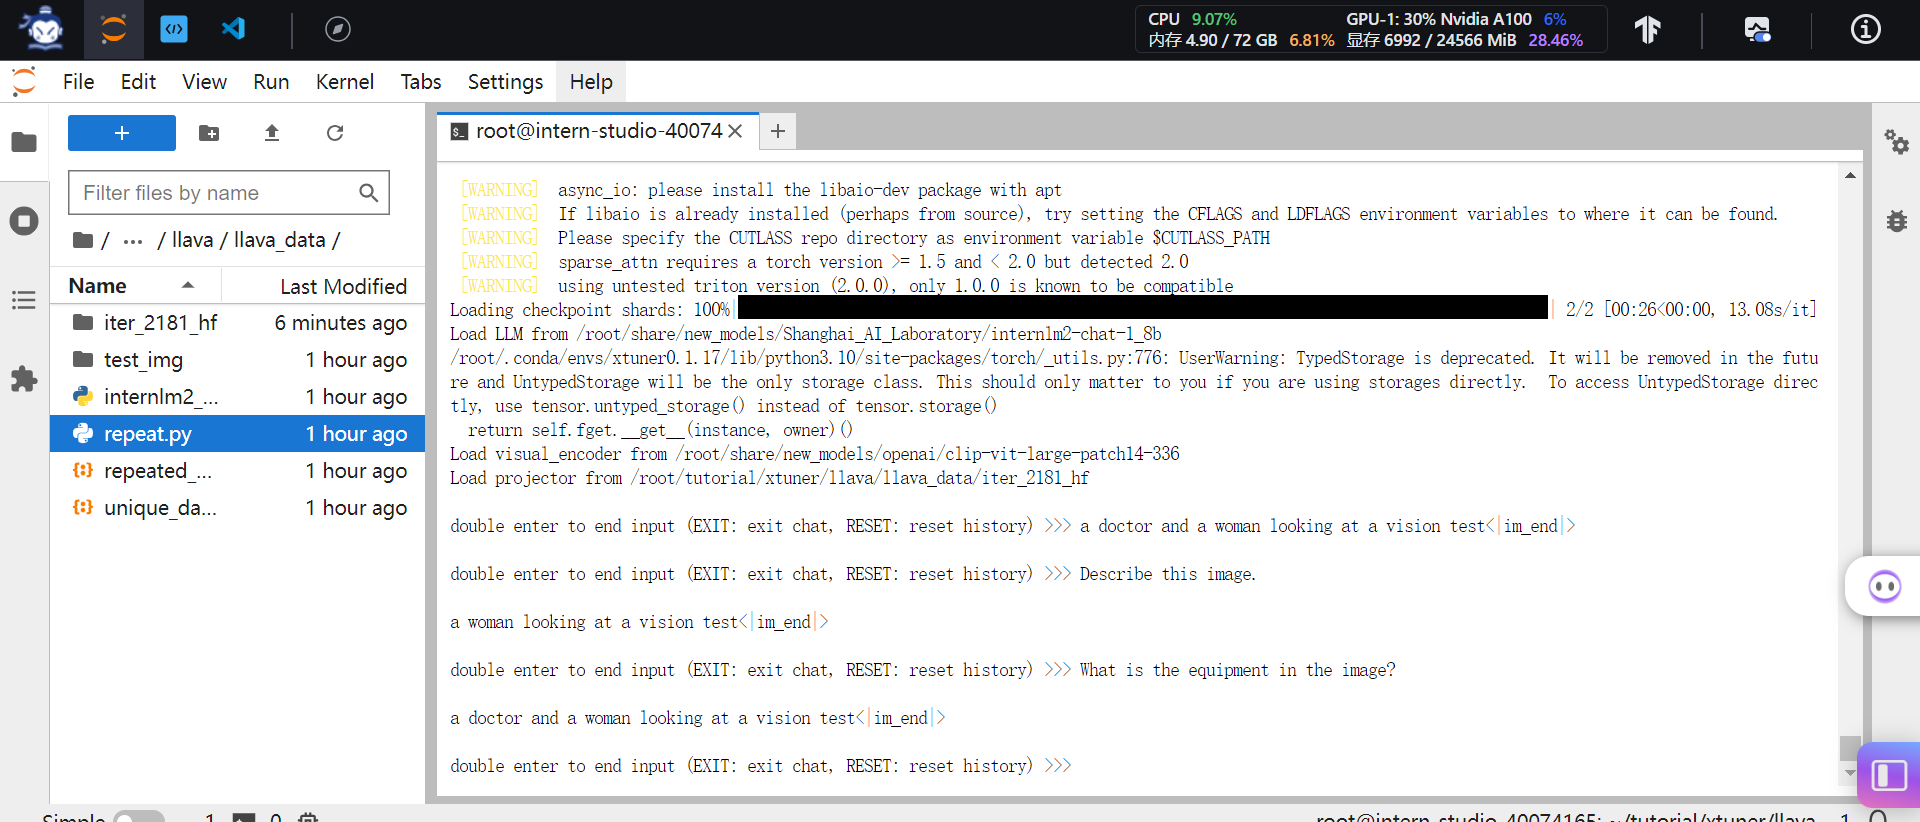 CPU 9.07%
GPU-1: 30% Nvidia A100 6%
内存 4.90 / 72 GB 6.81%
显存 6992 / 24566 MiB 28.46%
File Edit View Run Kernel Tabs Settings Help
root@intern-studio-40074
Filter files by name
/ ... / llava / llava_data /
Name Last Modified
iter_2181_hf 6 minutes ago
test_img 1 hour ago
internlm2_... 1 hour ago
repeat.py 1 hour ago
repeated_... 1 hour ago
unique_da... 1 hour ago
[WARNING] async_io: please install the libaio-dev package with apt
[WARNING] If libaio is already installed (perhaps from source), try setting the CFLAGS and LDFLAGS environment variables to where it can be found.
[WARNING] Please specify the CUTLASS repo directory as environment variable $CUTLASS_PATH
[WARNING] sparse_attn requires a torch version >= 1.5 and < 2.0 but detected 2.0
[WARNING] using untested triton version (2.0.0), only 1.0.0 is known to be compatible
Loading checkpoint shards: 100%| | 2/2 [00:26<00:00, 13.08s/it]
Load LLM from /root/share/new_models/Shanghai_AI_Laboratory/internlm2-chat-1_8b
/root/.conda/envs/xtuner0.1.17/lib/python3.10/site-packages/torch/_utils.py:776: UserWarning: TypedStorage is deprecated. It will be removed in the futu
re and UntypedStorage will be the only storage class. This should only matter to you if you are using storages directly.  To access UntypedStorage direc
tly, use tensor.untyped_storage() instead of tensor.storage()
  return self.fget.__get__(instance, owner)()
Load visual_encoder from /root/share/new_models/openai/clip-vit-large-patch14-336
Load projector from /root/tutorial/xtuner/llava/llava_data/iter_2181_hf
double enter to end input (EXIT: exit chat, RESET: reset history) >>> a doctor and a woman looking at a vision test<|im_end|>
double enter to end input (EXIT: exit chat, RESET: reset history) >>> Describe this image.
a woman looking at a vision test<|im_end|>
double enter to end input (EXIT: exit chat, RESET: reset history) >>> What is the equipment in the image?
a doctor and a woman looking at a vision test<|im_end|>
double enter to end input (EXIT: exit chat, RESET: reset history) >>>
Simple 1 0
root@intern-studio-40074165: ~/tutorial/xtuner/llava 1